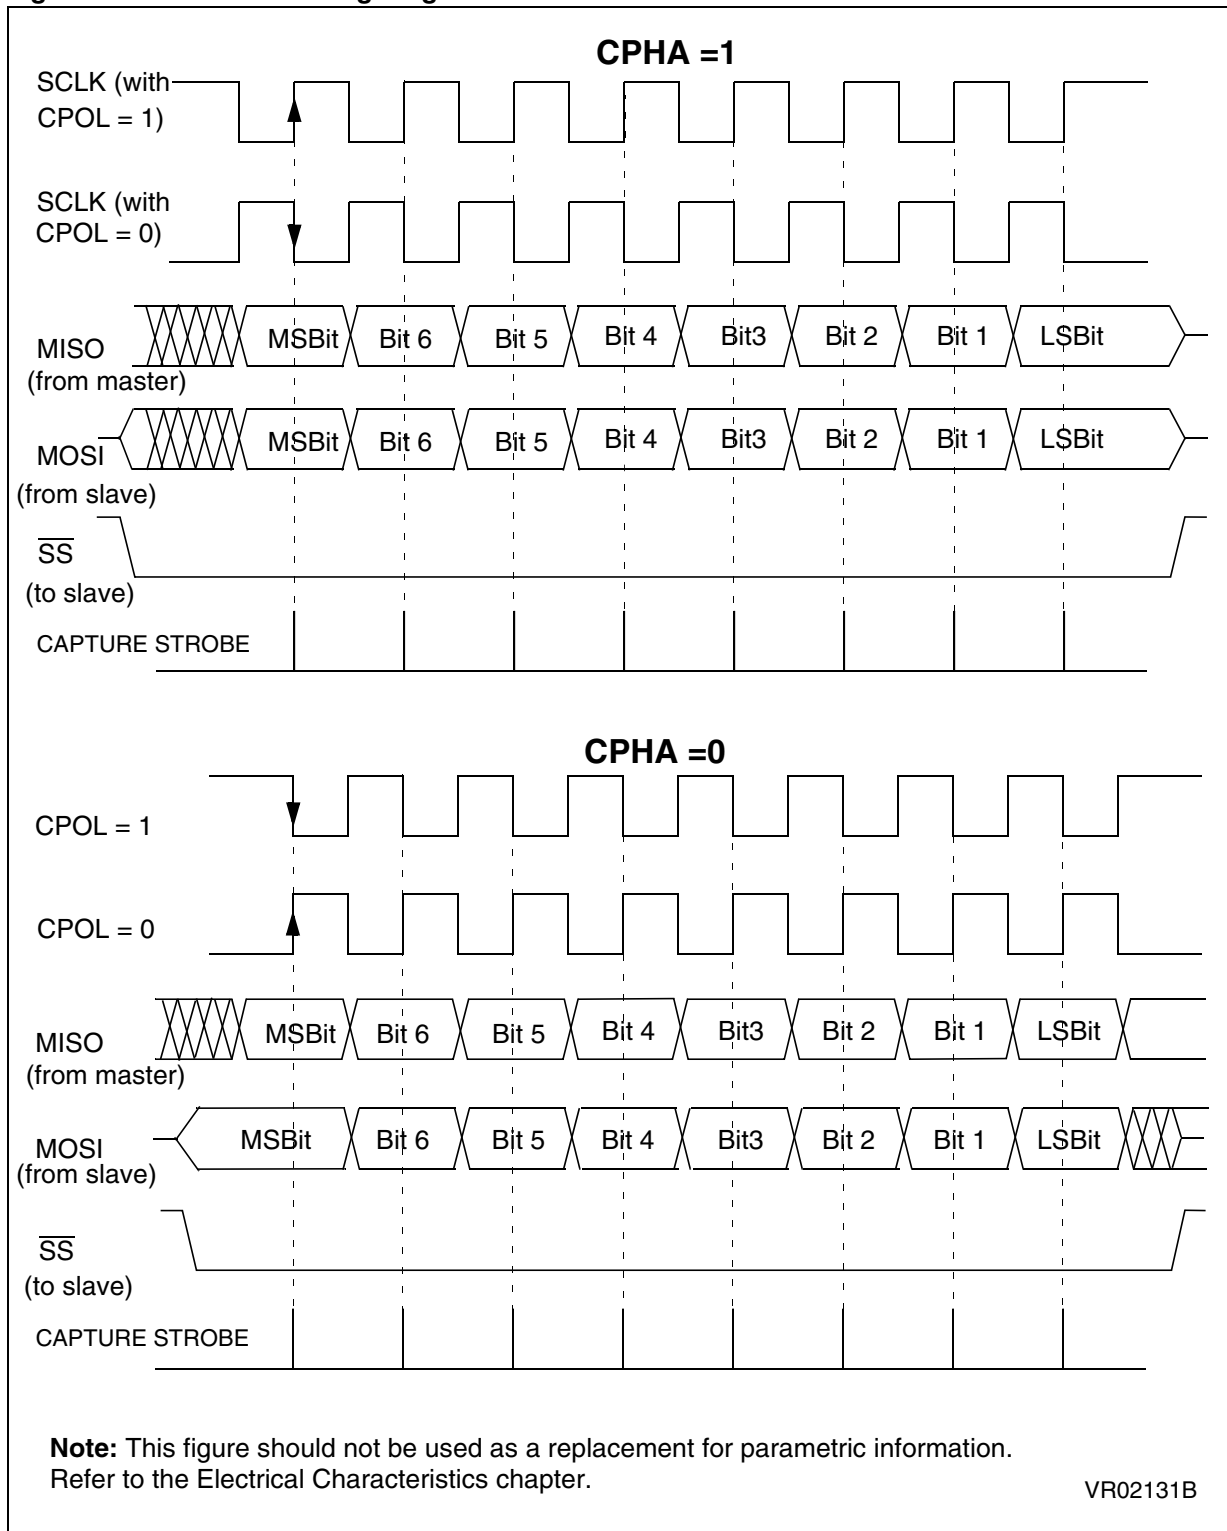 CPHA =1
SCLK (with
CPOL = 1)
SCLK (with
CPOL = 0)
MISO
(from master)
MSBit Bit 6 Bit 5 Bit 4 Bit3 Bit 2 Bit 1 LSBit
MOSI
(from slave)
MSBit Bit 6 Bit 5 Bit 4 Bit3 Bit 2 Bit 1 LSBit
SS
(to slave)
CAPTURE STROBE
CPHA =0
CPOL = 1
CPOL = 0
MISO
(from master)
MSBit Bit 6 Bit 5 Bit 4 Bit3 Bit 2 Bit 1 LSBit
MOSI
(from slave)
MSBit Bit 6 Bit 5 Bit 4 Bit3 Bit 2 Bit 1 LSBit
SS
(to slave)
CAPTURE STROBE
Note: This figure should not be used as a replacement for parametric information.
Refer to the Electrical Characteristics chapter.
VR02131B